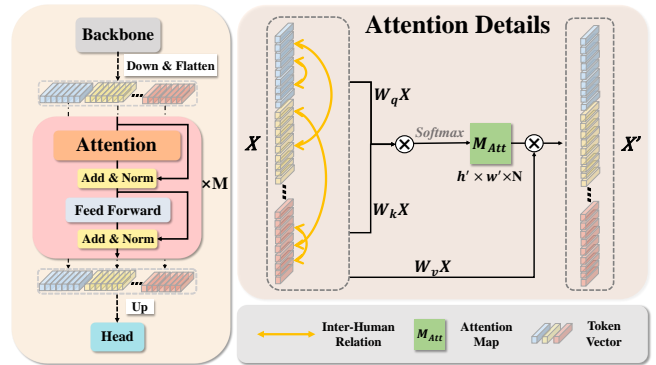 Backbone
Down & Flatten
...
Attention
Add & Norm
×M
Feed Forward
Add & Norm
...
Up
Head
Attention Details
X
W_qX
Softmax
M_Att
h′ × w′×N
W_kX
W_vX
X'
...
...
Inter-Human
Relation
M_Att
Attention
Map
Token
Vector